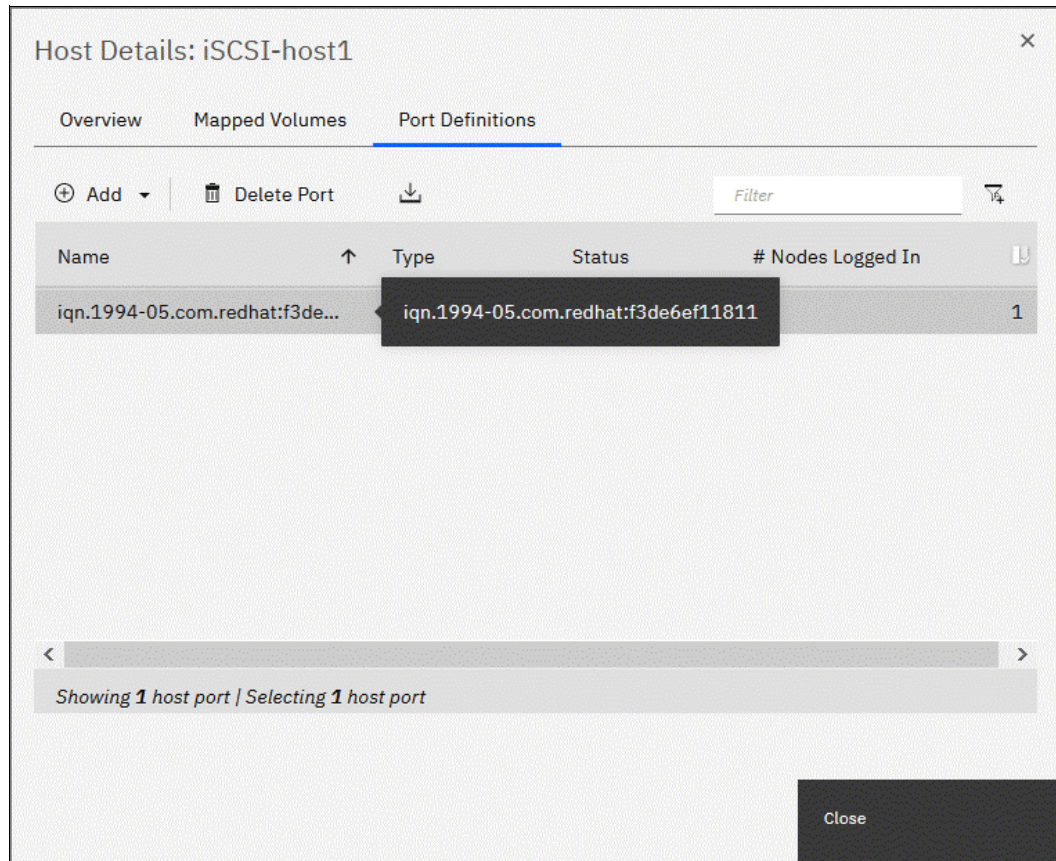 Host Details: iSCSI-host1
Overview Mapped Volumes Port Definitions
Add Delete Port Filter
Name Type Status # Nodes Logged In
iqn.1994-05.com.redhat:f3de... iqn.1994-05.com.redhat:f3de6ef11811 1
Showing 1 host port | Selecting 1 host port
Close